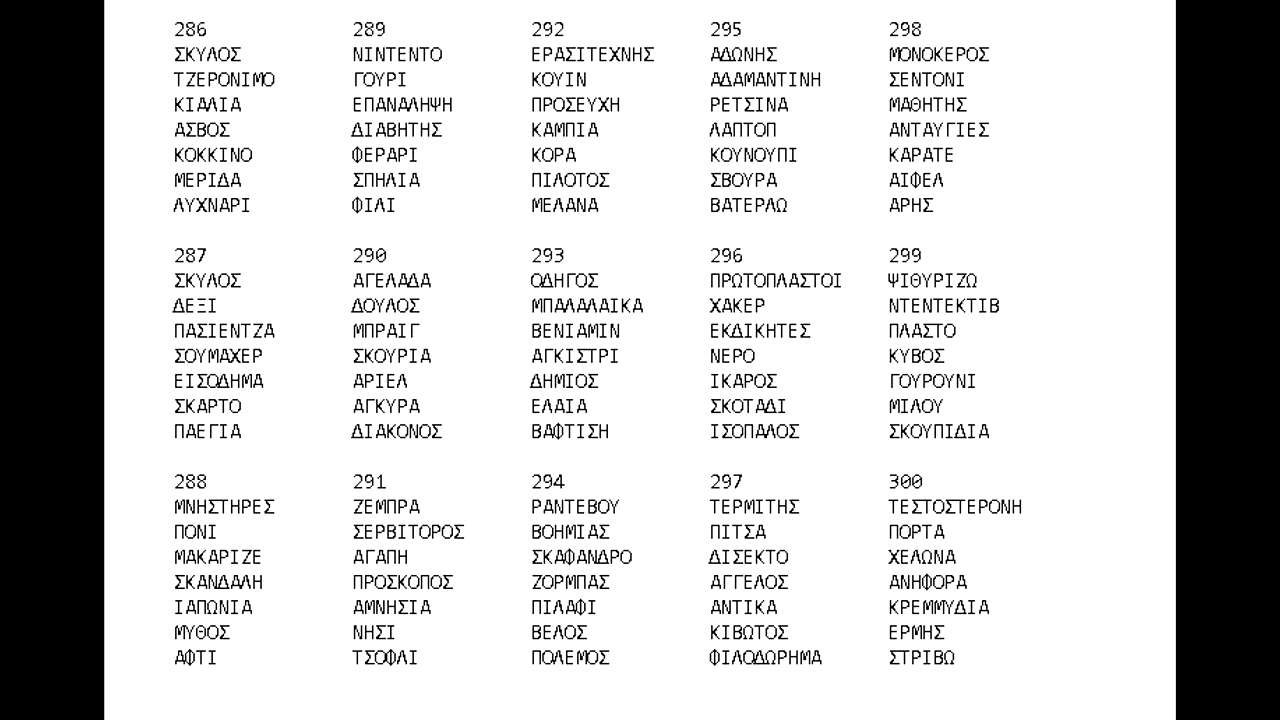 286
ΣΚΥΛΟΣ
ΤΖΕΡΟΝΙΜΟ
ΚΙΑΛΙΑ
ΑΣΒΟΣ
ΚΟΚΚΙΝΟ
ΜΕΡΙΔΑ
ΛΥΧΝΑΡΙ
287
ΣΚΥΛΟΣ
ΔΕΞΙ
ΠΑΣΙΕΝΤΖΑ
ΣΟΥΜΑΧΕΡ
ΕΙΣΟΔΗΜΑ
ΣΚΑΡΤΟ
ΠΑΕΓΙΑ
288
ΜΝΗΣΤΗΡΕΣ
ΠΟΝΙ
ΜΑΚΑΡΙΖΕ
ΣΚΑΝΔΑΛΗ
ΙΑΠΩΝΙΑ
ΜΥΘΟΣ
ΑΦΤΙ
289
ΝΙΝΤΕΝΤΟ
ΓΟΥΡΙ
ΕΠΑΝΑΛΗΨΗ
ΔΙΑΒΗΤΗΣ
ΦΕΡΑΡΙ
ΣΠΗΛΙΑ
ΦΙΛΙ
290
ΑΓΕΛΑΔΑ
ΔΟΥΛΟΣ
ΜΠΡΑΙΓ
ΣΚΟΥΡΙΑ
ΑΡΙΕΛ
ΑΓΚΥΡΑ
ΔΙΑΚΟΝΟΣ
291
ΖΕΜΠΡΑ
ΣΕΡΒΙΤΟΡΟΣ
ΑΓΑΠΗ
ΠΡΟΣΚΟΠΟΣ
ΑΜΝΗΣΙΑ
ΝΗΣΙ
ΤΣΟΦΛΙ
292
ΕΡΑΣΙΤΕΧΝΗΣ
ΚΟΥΙΝ
ΠΡΟΣΕΥΧΗ
ΚΑΜΠΙΑ
ΚΟΡΑ
ΠΙΛΟΤΟΣ
ΜΕΛΑΝΑ
293
ΟΔΗΓΟΣ
ΜΠΑΛΑΛΑΙΚΑ
ΒΕΝΙΑΜΙΝ
ΑΓΚΙΣΤΡΙ
ΔΗΜΙΟΣ
ΕΛΑΙΑ
ΒΑΦΤΙΣΗ
294
ΡΑΝΤΕΒΟΥ
ΒΟΗΜΙΑΣ
ΣΚΑΦΑΝΔΡΟ
ΖΟΡΜΠΑΣ
ΠΙΛΑΦΙ
ΒΕΛΟΣ
ΠΟΛΕΜΟΣ
295
ΑΔΩΝΗΣ
ΑΔΑΜΑΝΤΙΝΗ
ΡΕΤΣΙΝΑ
ΛΑΠΤΟΠ
ΚΟΥΝΟΥΠΙ
ΣΒΟΥΡΑ
ΒΑΤΕΡΛΩ
296
ΠΡΩΤΟΠΛΑΣΤΟΙ
ΧΑΚΕΡ
ΕΚΔΙΚΗΤΕΣ
ΝΕΡΟ
ΙΚΑΡΟΣ
ΣΚΟΤΑΔΙ
ΙΣΟΠΑΛΟΣ
297
ΤΕΡΜΙΤΗΣ
ΠΙΤΣΑ
ΔΙΣΕΚΤΟ
ΑΓΓΕΛΟΣ
ΑΝΤΙΚΑ
ΚΙΒΩΤΟΣ
ΦΙΛΟΔΩΡΗΜΑ
298
ΜΟΝΟΚΕΡΟΣ
ΣΕΝΤΟΝΙ
ΜΑΘΗΤΗΣ
ΑΝΤΑΥΓΙΕΣ
ΚΑΡΑΤΕ
ΑΙΦΕΛ
ΑΡΗΣ
299
ΨΙΘΥΡΙΖΩ
ΝΤΕΝΤΕΚΤΙΒ
ΠΛΑΣΤΟ
ΚΥΒΟΣ
ΓΟΥΡΟΥΝΙ
ΜΙΛΟΥ
ΣΚΟΥΠΙΔΙΑ
300
ΤΕΣΤΟΣΤΕΡΟΝΗ
ΠΟΡΤΑ
ΧΕΛΩΝΑ
ΑΝΗΦΟΡΑ
ΚΡΕΜΜΥΔΙΑ
ΕΡΜΗΣ
ΣΤΡΙΒΩ